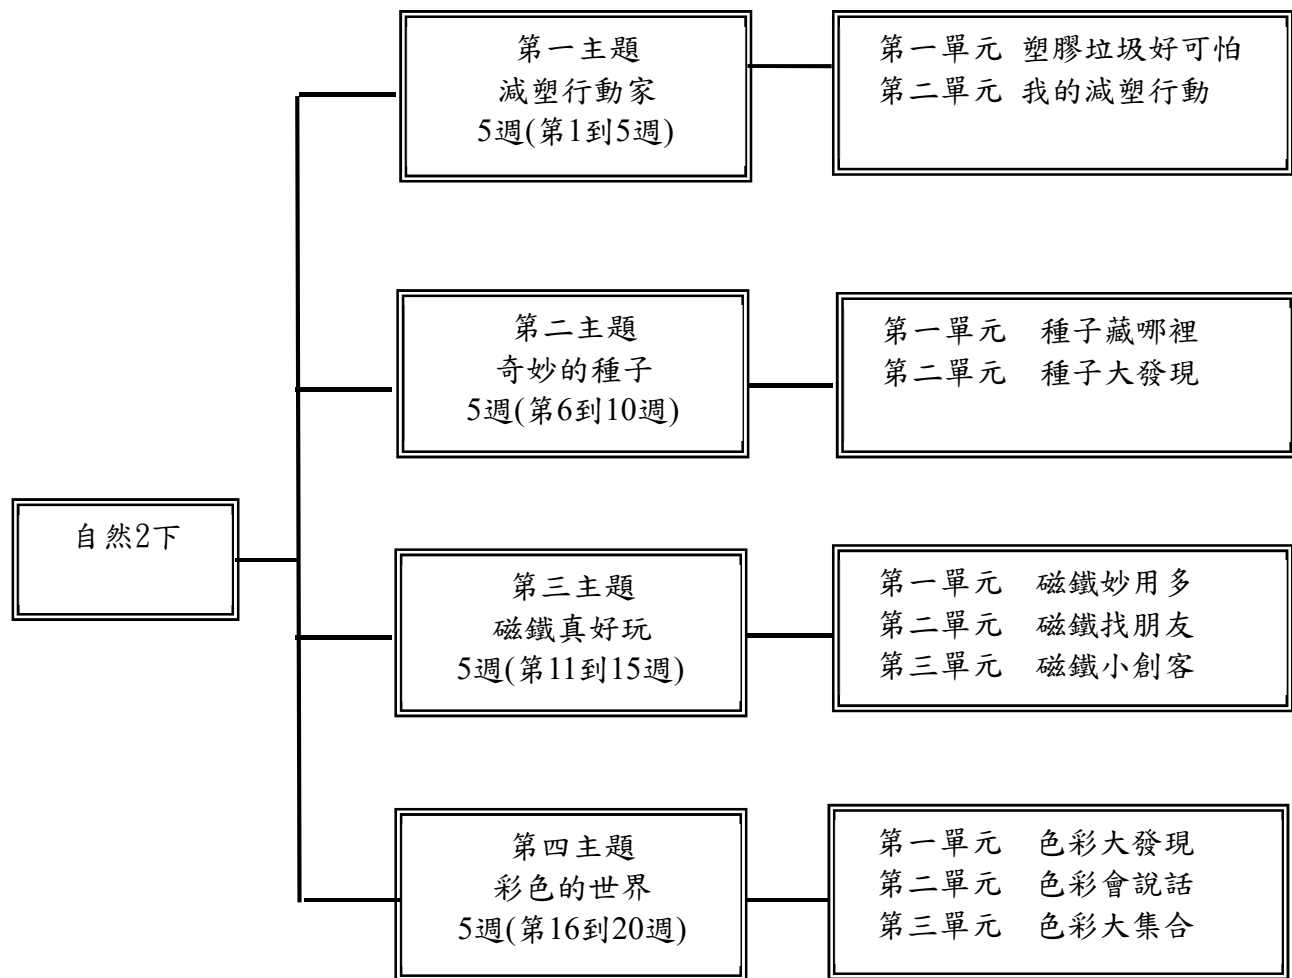 第一主題
減塑行動家
5週(第1到5週)
第一單元 塑膠垃圾好可怕
第二單元 我的減塑行動
第二主題
奇妙的種子
5週(第6到10週)
第一單元　種子藏哪裡
第二單元　種子大發現
自然2下
第三主題
磁鐵真好玩
5週(第11到15週)
第一單元　磁鐵妙用多
第二單元　磁鐵找朋友
第三單元　磁鐵小創客
第四主題
彩色的世界
5週(第16到20週)
第一單元　色彩大發現
第二單元　色彩會說話
第三單元　色彩大集合